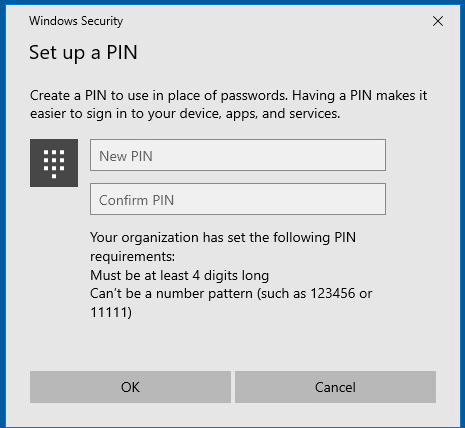 Windows Security
Set up a PIN
Create a PIN to use in place of passwords. Having a PIN makes it
easier to sign in to your device, apps, and services.
New PIN
Confirm PIN
Your organization has set the following PIN
requirements:
Must be at least 4 digits long
Can't be a number pattern (such as 123456 or
11111)
OK
Cancel